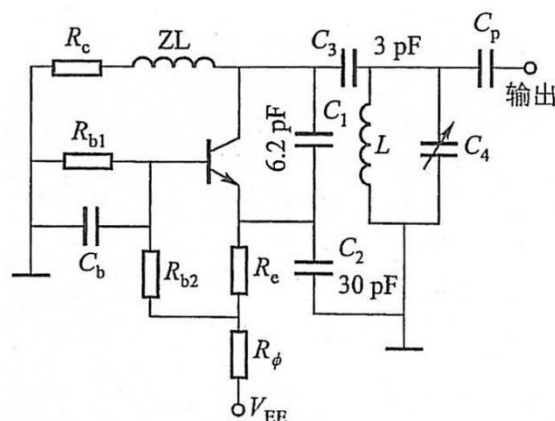 R_c
ZL
C_3
3 pF
C_p
输出
R_b1
C_1
6.2 pF
L
C_4
C_b
R_b2
R_e
C_2
30 pF
R_ϕ
V_EE